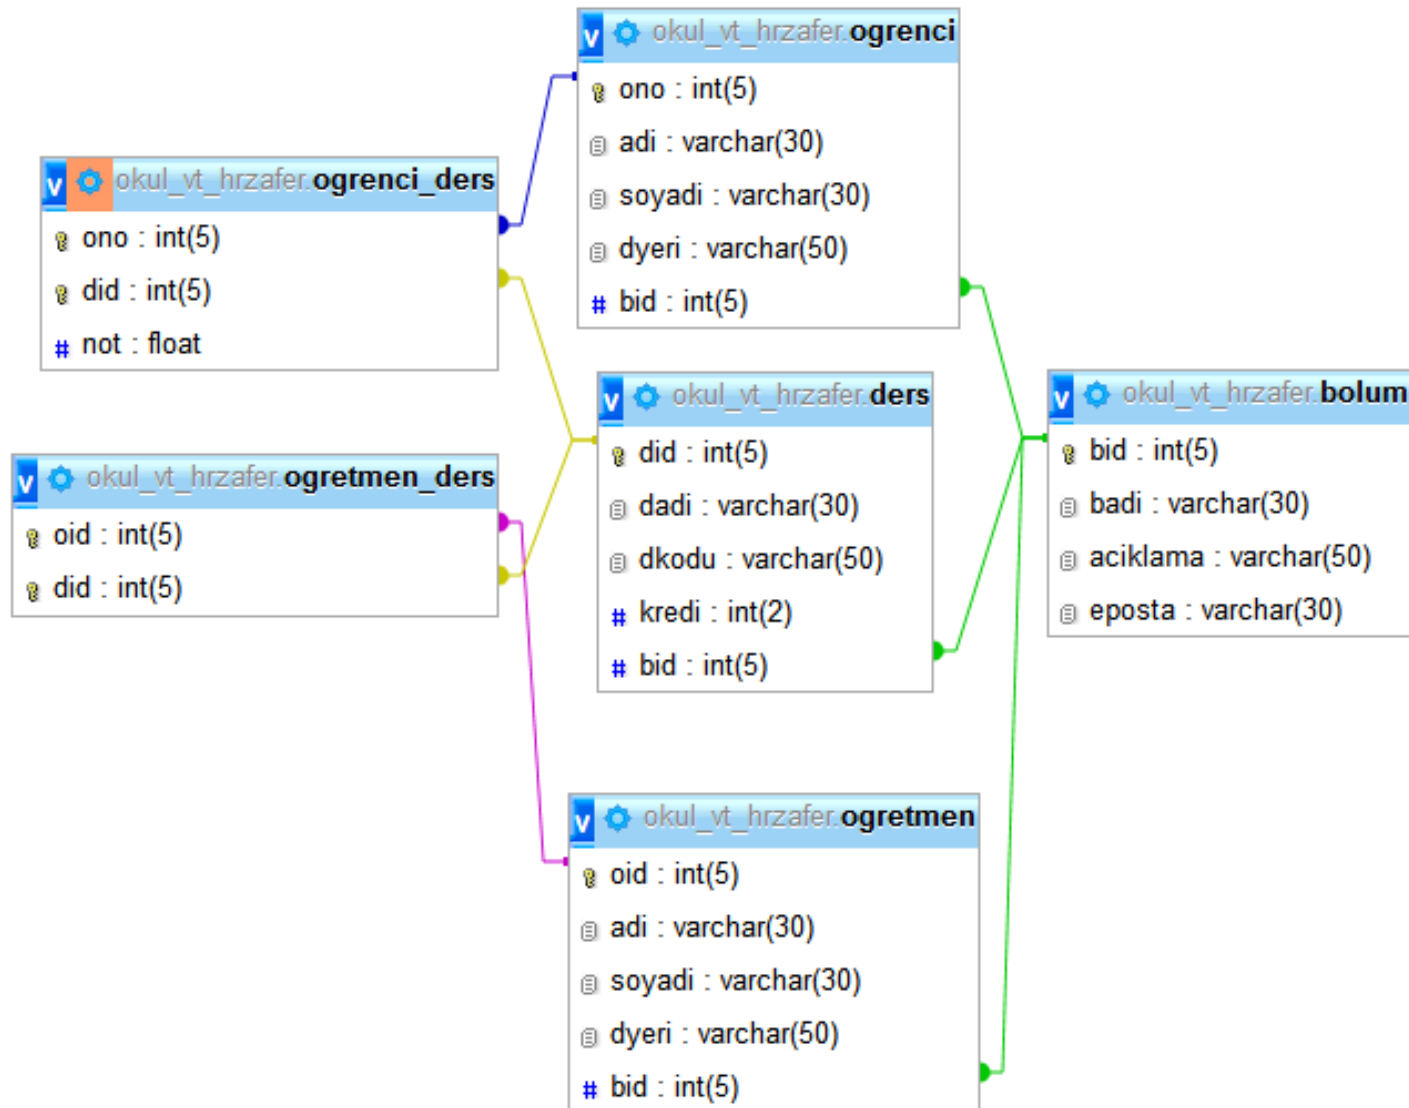 v okul_vt_hrzafer.ogrenci
ono : int(5)
adi : varchar(30)
soyadi : varchar(30)
dyeri : varchar(50)
# bid : int(5)
v okul_vt_hrzafer.ogrenci_ders
ono : int(5)
did : int(5)
# not : float
v okul_vt_hrzafer.ders
did : int(5)
dadi : varchar(30)
dkodu : varchar(50)
# kredi : int(2)
# bid : int(5)
v okul_vt_hrzafer.bolum
bid : int(5)
badi : varchar(30)
aciklama : varchar(50)
eposta : varchar(30)
v okul_vt_hrzafer.ogretmen_ders
oid : int(5)
did : int(5)
v okul_vt_hrzafer.ogretmen
oid : int(5)
adi : varchar(30)
soyadi : varchar(30)
dyeri : varchar(50)
# bid : int(5)